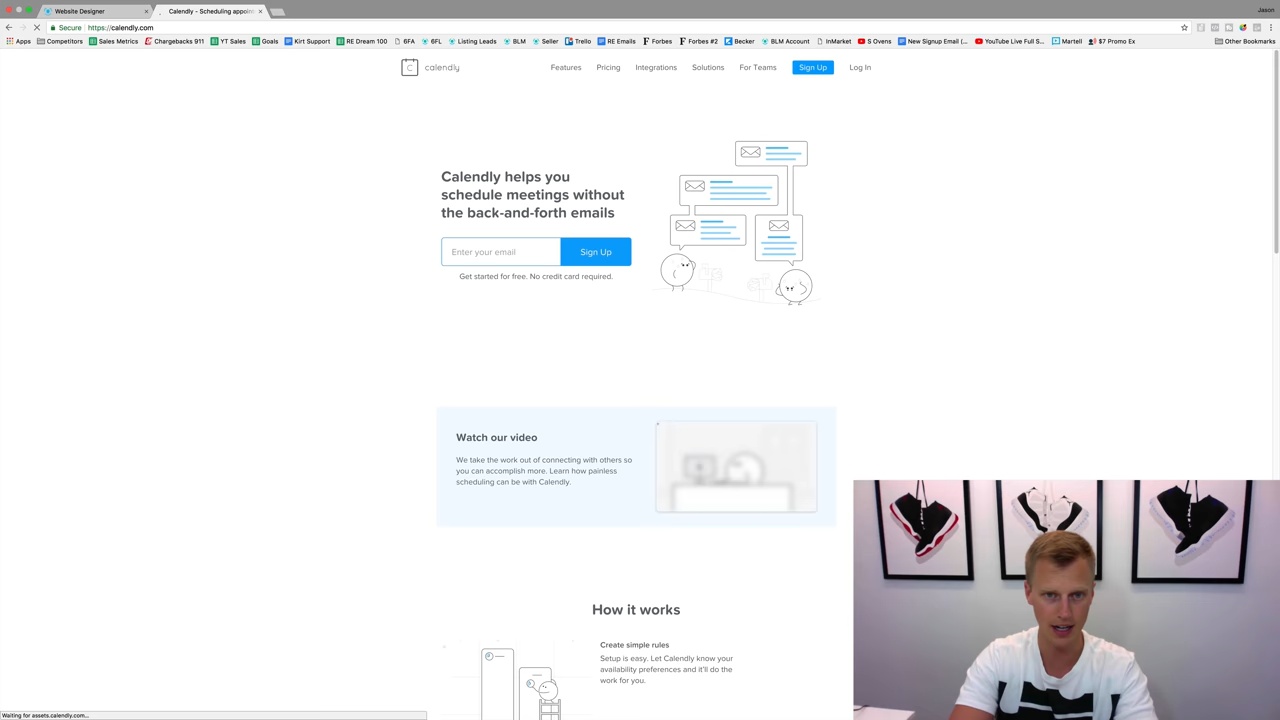 Website Designer
Calendly - Scheduling appoin
Jason
Secure https://calendly.com
Apps Competitors Sales Metrics Chargebacks 911 YT Sales Goals Kirt Support RE Dream 100 6FA 6FL Listing Leads BLM Seller Trello RE Emails Forbes Forbes #2 Becker BLM Account InMarket S Ovens New Signup Email (... YouTube Live Full S... Martell $7 Promo Ex Other Bookmarks
C calendly Features Pricing Integrations Solutions For Teams Sign Up Log In
Calendly helps you
schedule meetings without
the back-and-forth emails
Enter your email Sign Up
Get started for free. No credit card required.
Watch our video
We take the work out of connecting with others so
you can accomplish more. Learn how painless
scheduling can be with Calendly.
How it works
Create simple rules
Setup is easy. Let Calendly know your
availability preferences and it'll do the
work for you.
Waiting for assets.calendly.com...